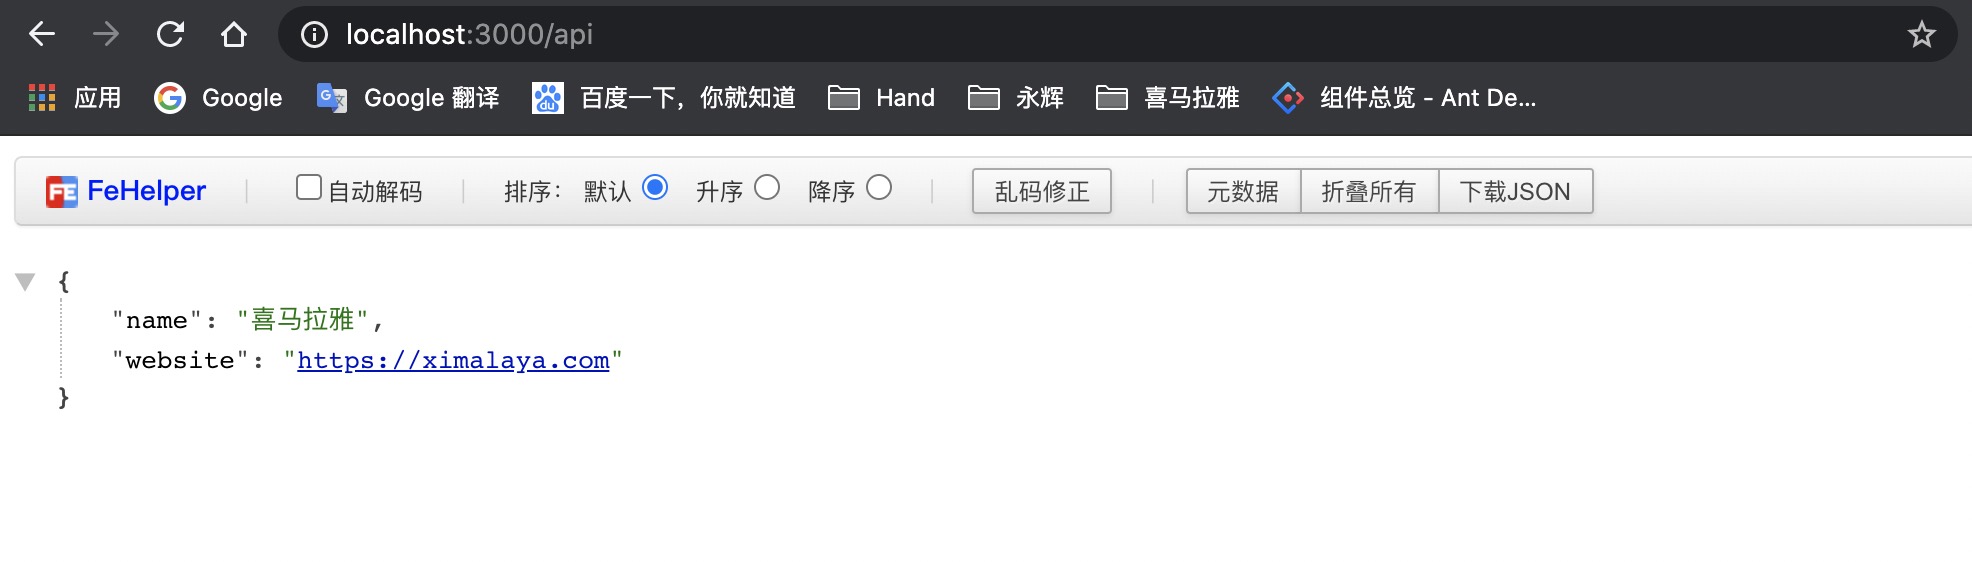 localhost:3000/api
应用 Google Google 翻译 百度一下，你就知道 Hand 永辉 喜马拉雅 组件总览 - Ant De...
FeHelper 自动解码 排序： 默认 升序 降序 乱码修正 元数据 折叠所有 下载JSON
{
"name": "喜马拉雅",
"website": "https://ximalaya.com"
}